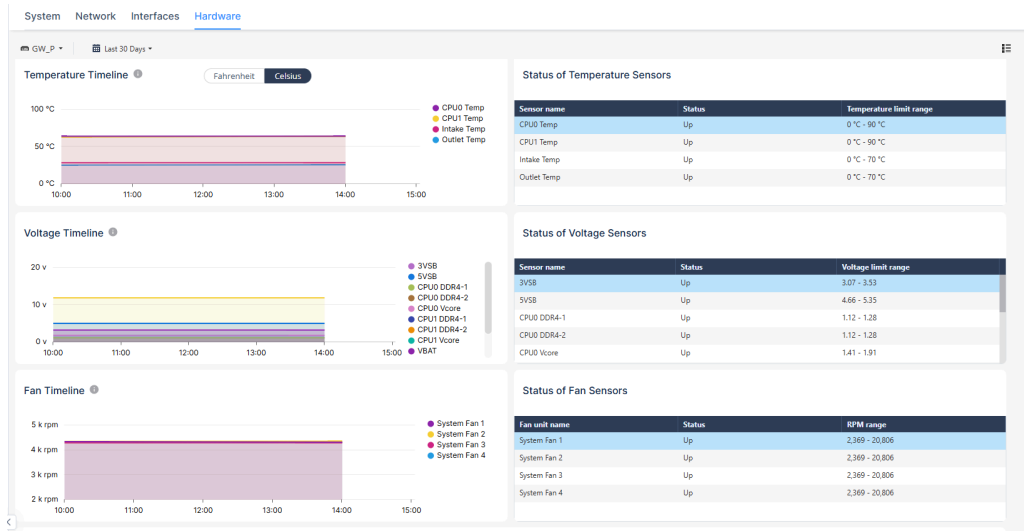 System Network Interfaces Hardware
GW_P Last 30 Days
Temperature Timeline Fahrenheit Celsius
100 °C
50 °C
0 °C
10:00 11:00 12:00 13:00 14:00 15:00
CPU0 Temp
CPU1 Temp
Intake Temp
Outlet Temp
Status of Temperature Sensors
Sensor name Status Temperature limit range
CPU0 Temp Up 0 °C - 90 °C
CPU1 Temp Up 0 °C - 90 °C
Intake Temp Up 0 °C - 70 °C
Outlet Temp Up 0 °C - 70 °C
Voltage Timeline
20 v
10 v
0 v
10:00 11:00 12:00 13:00 14:00 15:00
3VSB
5VSB
CPU0 DDR4-1
CPU0 DDR4-2
CPU0 Vcore
CPU1 DDR4-1
CPU1 DDR4-2
CPU1 Vcore
VBAT
Status of Voltage Sensors
Sensor name Status Voltage limit range
3VSB Up 3.07 - 3.53
5VSB Up 4.66 - 5.35
CPU0 DDR4-1 Up 1.12 - 1.28
CPU0 DDR4-2 Up 1.12 - 1.28
CPU0 Vcore Up 1.41 - 1.91
Fan Timeline
5 k rpm
4 k rpm
3 k rpm
2 k rpm
10:00 11:00 12:00 13:00 14:00 15:00
System Fan 1
System Fan 2
System Fan 3
System Fan 4
Status of Fan Sensors
Fan unit name Status RPM range
System Fan 1 Up 2,369 - 20,806
System Fan 2 Up 2,369 - 20,806
System Fan 3 Up 2,369 - 20,806
System Fan 4 Up 2,369 - 20,806